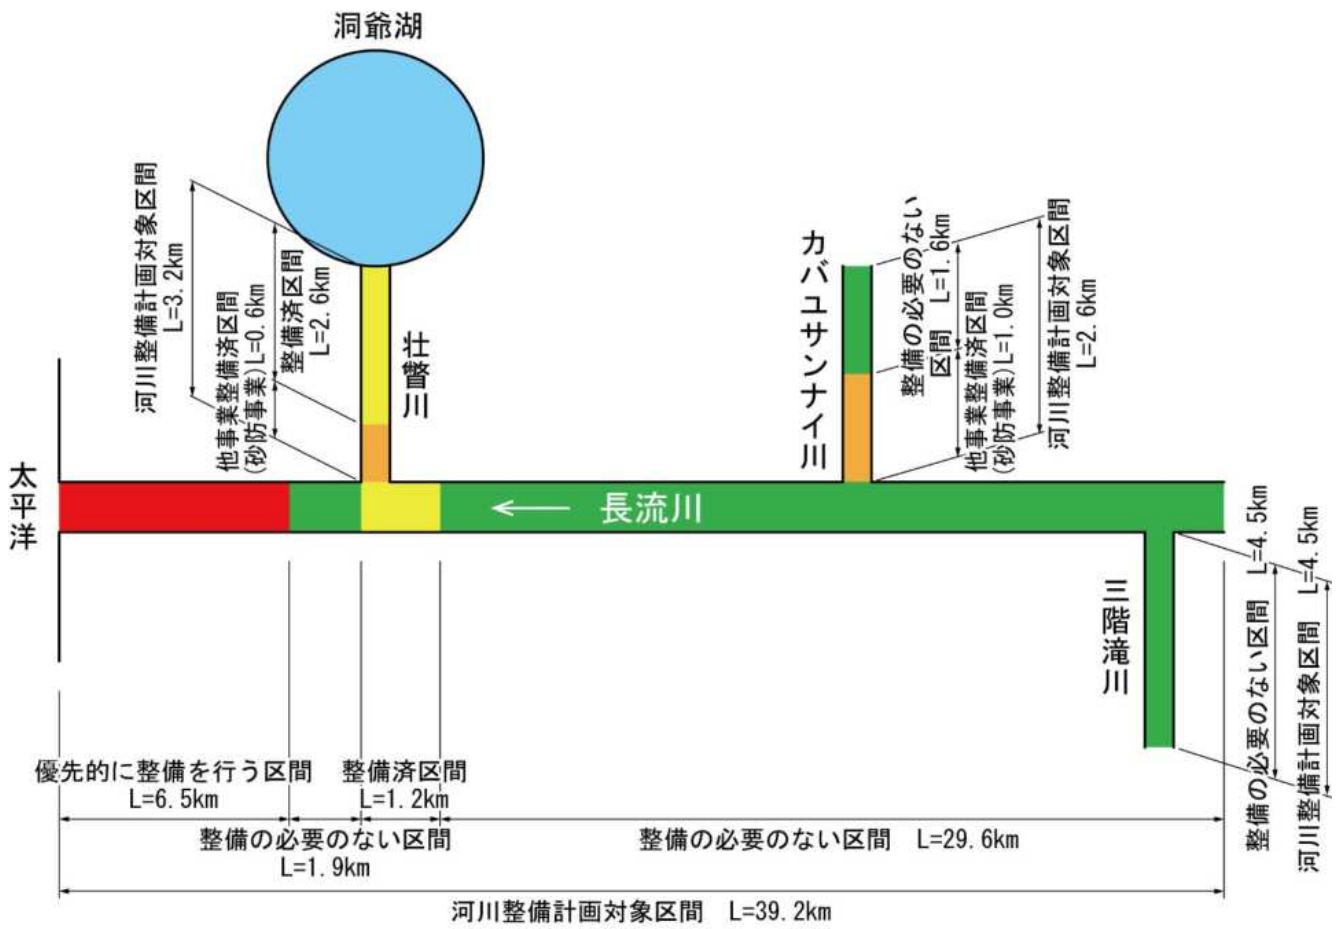 洞爺湖
河川整備計画対象区間
L=3.2km
他事業整備済区間
(砂防事業)L=0.6km
整備済区間
L=2.6km
壮瞥川
カバユサンナイ川
整備の必要のない
区間 L=1.6km
他事業整備済区間
(砂防事業)L=1.0km
河川整備計画対象区間
L=2.6km
太平洋
長流川
三階滝川
整備の必要のない区間 L=4.5km
河川整備計画対象区間 L=4.5km
優先的に整備を行う区間
L=6.5km
整備済区間
L=1.2km
整備の必要のない区間
L=1.9km
整備の必要のない区間 L=29.6km
河川整備計画対象区間 L=39.2km